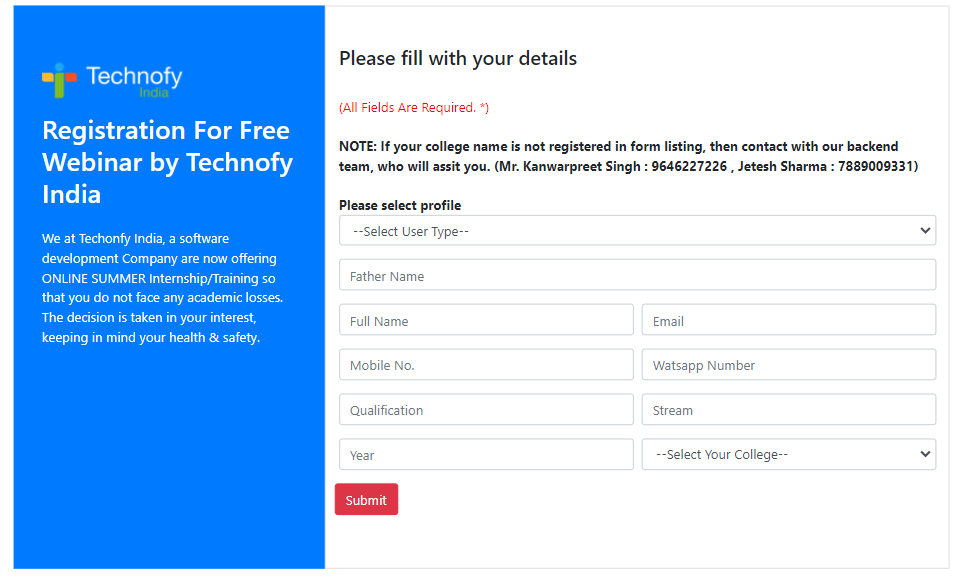 Technofy
India
Registration For Free
Webinar by Technofy
India
We at Techonfy India, a software
development Company are now offering
ONLINE SUMMER Internship/Training so
that you do not face any academic losses.
The decision is taken in your interest,
keeping in mind your health & safety.
Please fill with your details
(All Fields Are Required. *)
NOTE: If your college name is not registered in form listing, then contact with our backend
team, who will assit you. (Mr. Kanwarpreet Singh : 9646227226 , Jetesh Sharma : 7889009331)
Please select profile
--Select User Type--
Father Name
Full Name
Email
Mobile No.
Watsapp Number
Qualification
Stream
Year
--Select Your College--
Submit